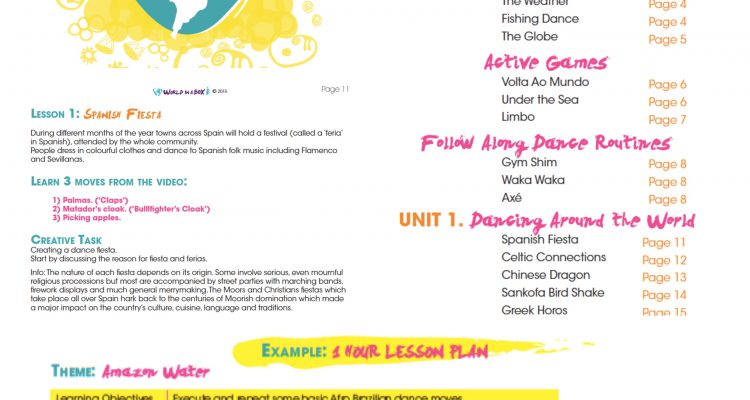 WORLD IN A BOX © 2015
Page 11
LESSON 1: Spanish Fiesta
During different months of the year towns across Spain will hold a festival (called a 'feria'
in Spanish), attended by the whole community.
People dress in colourful clothes and dance to Spanish folk music including Flamenco
and Sevillanas.
LEARN 3 MOVES FROM THE VIDEO:
1) Palmas. ('Claps')
2) Matador's cloak. ('Bullfighter's Cloak')
3) Picking apples.
CREATIVE TASK
Creating a dance fiesta.
Start by discussing the reason for fiesta and ferias.
Info: The nature of each fiesta depends on its origin. Some involve serious, even mournful
religious processions but most are accompanied by street parties with marching bands,
firework displays and much general merrymaking. The Moors and Christians fiestas which
take place all over Spain hark back to the centuries of Moorish domination which made
a major impact on the country's culture, cuisine, language and traditions.
The Weather Page 4
Fishing Dance Page 4
The Globe Page 5
Active Games
Volta Ao Mundo Page 6
Under the Sea Page 6
Limbo Page 7
Follow Along Dance Routines
Gym Shim Page 8
Waka Waka Page 8
Axé Page 8
UNIT 1. Dancing Around the World
Spanish Fiesta Page 11
Celtic Connections Page 12
Chinese Dragon Page 13
Sankofa Bird Shake Page 14
Greek Horos Page 15
EXAMPLE: 1 HOUR LESSON PLAN
THEME: Amazon Water
Learning Objectives Execute and repeat some basic Afro Brazilian dance moves